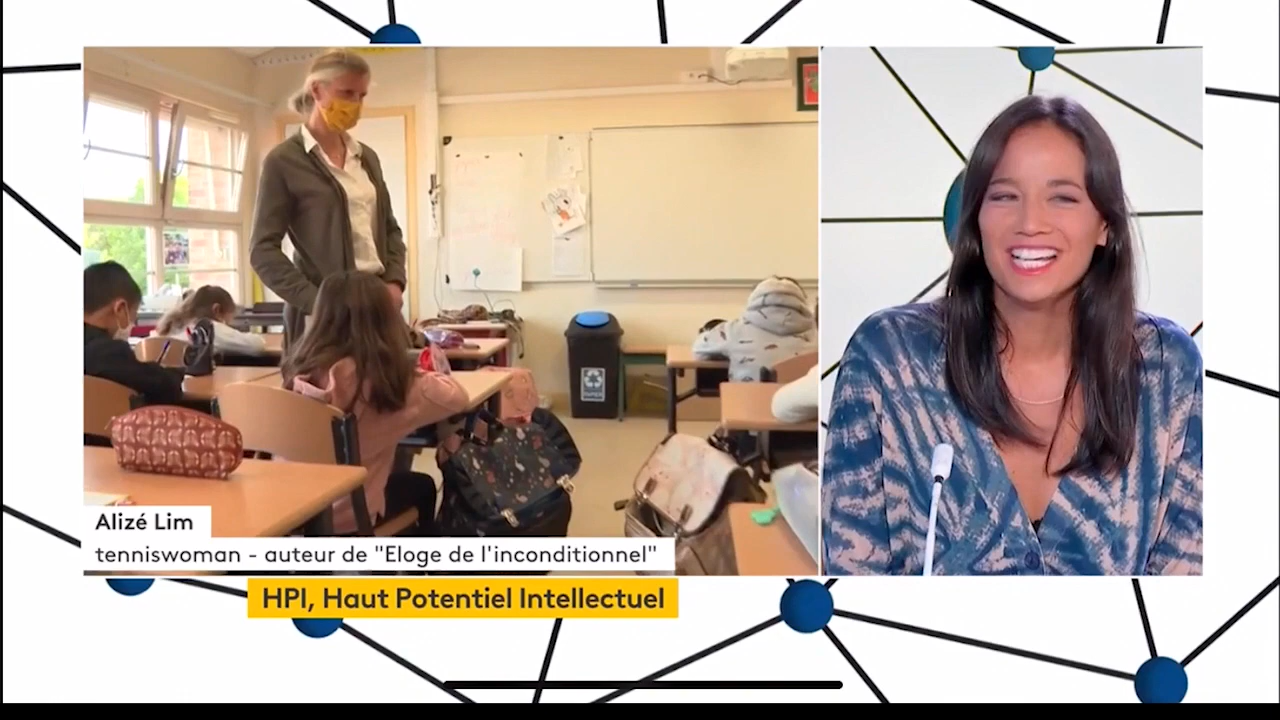 Alizé Lim
tenniswoman - auteur de "Eloge de l'inconditionnel"
HPI, Haut Potentiel Intellectuel